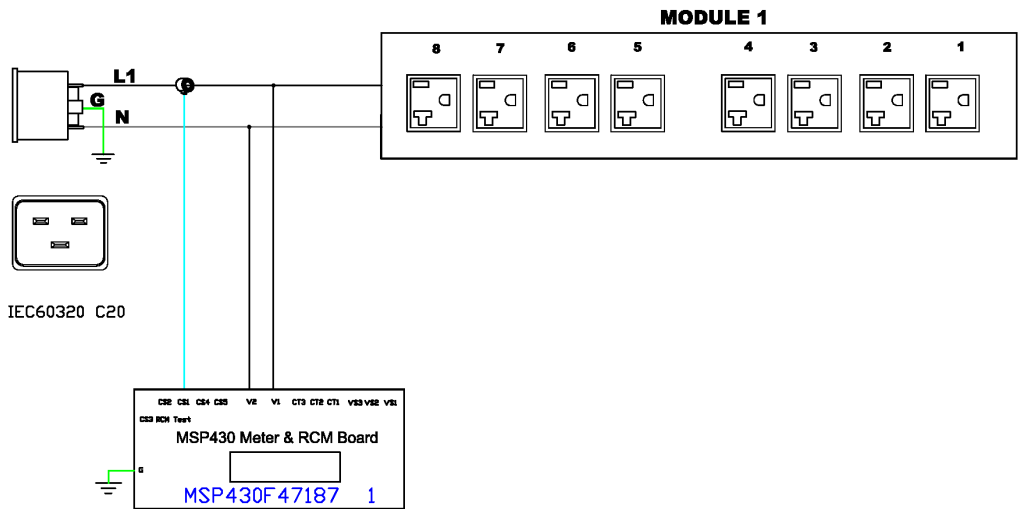 MODULE 1
8 7 6 5 4 3 2 1
L1
G
N
IEC60320 C20
CS2 CS1 CS4 CS5 V2 V1 CT3 CT2 CT1 VS3 VS2 VS1
CS3 RCM Test
MSP430 Meter & RCM Board
G
MSP430F47187 1